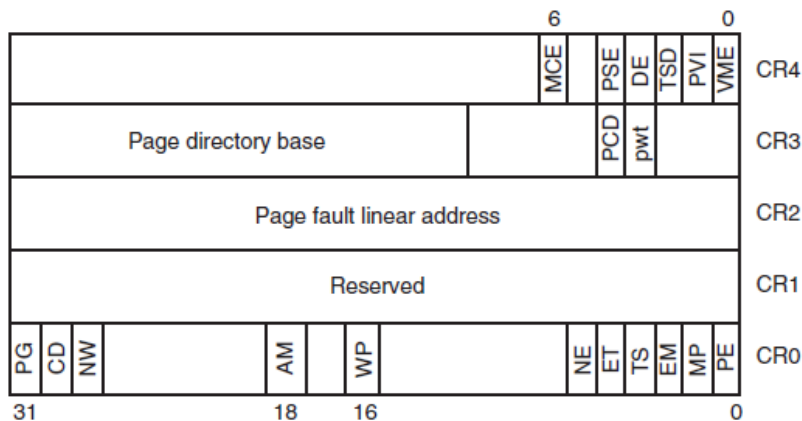 6 0
MCE PSE DE TSD PVI VME CR4
Page directory base PCD pwt CR3
Page fault linear address CR2
Reserved CR1
PG CD NW AM WP NE ET TS EM MP PE CR0
31 18 16 0